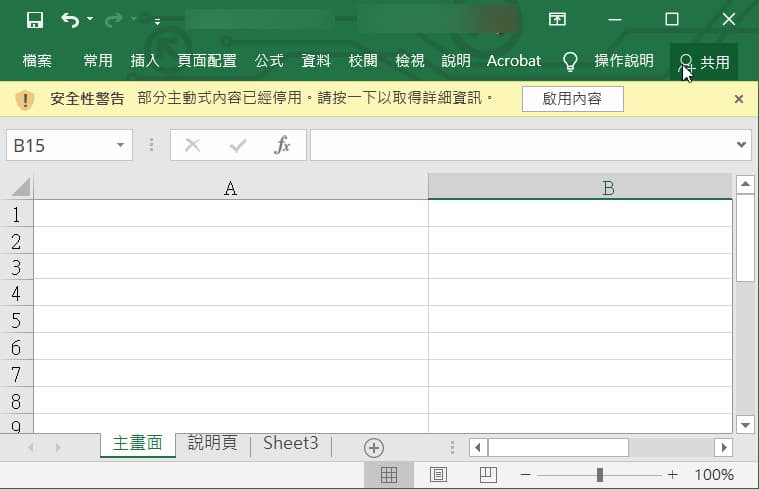 檔案 常用 插入 頁面配置 公式 資料 校閱 檢視 說明 Acrobat 操作說明 共用
安全性警告 部分主動式內容已經停用。請按一下以取得詳細資訊。 啟用內容
B15 fx
A B
1
2
3
4
5
6
7
8
9
主畫面 說明頁 Sheet3
100%